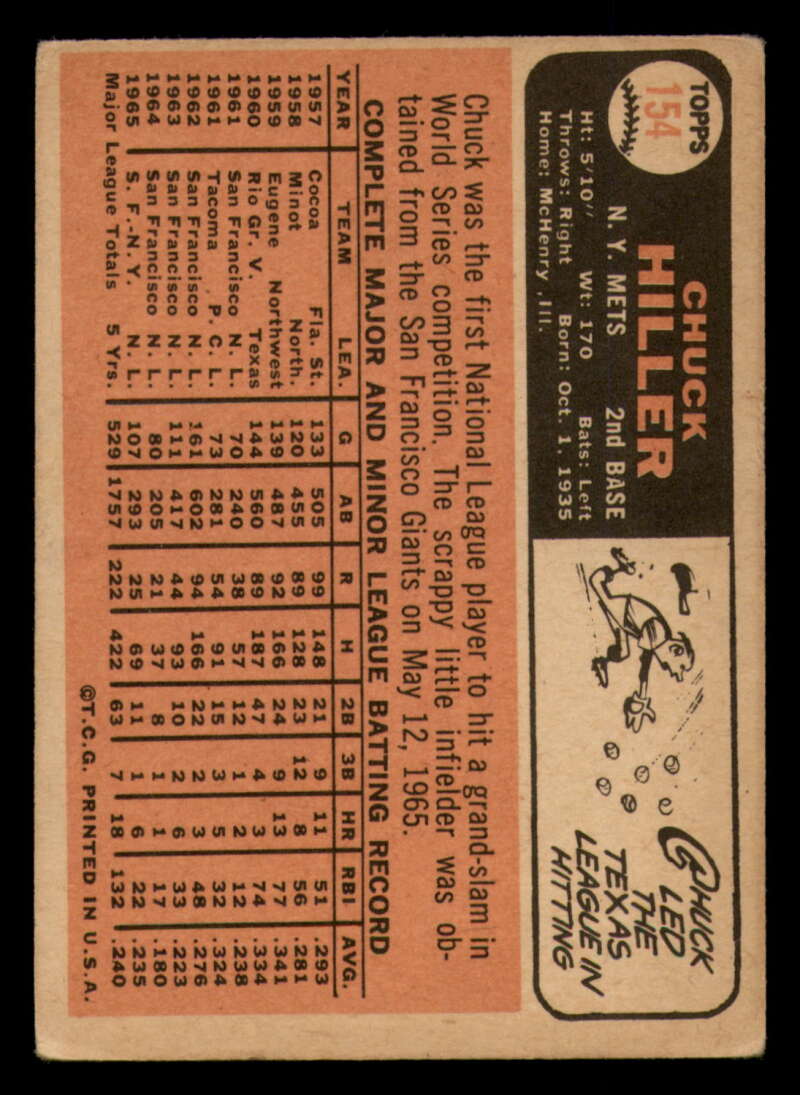 TOPPS
154
CHUCK
HILLER
N. Y. METS 2nd BASE
Ht: 5'10" Wt: 170 Bats: Left
Throws: Right Born: Oct. 1, 1935
Home: McHenry, Ill.
CHUCK
LED
THE
TEXAS
LEAGUE IN
HITTING
Chuck was the first National League player to hit a grand-slam in
World Series competition. The scrappy little infielder was ob-
tained from the San Francisco Giants on May 12, 1965.
COMPLETE MAJOR AND MINOR LEAGUE BATTING RECORD
YEAR TEAM LEA. G AB R H 2B 3B HR RBI AVG.
1957 Cocoa Fla. St. 133 505 99 148 21 9 11 51 .293
1958 Minot North. 120 455 89 128 23 12 8 56 .281
1959 Eugene Northwest 139 487 92 166 24 9 13 77 .341
1960 Rio Gr. V. Texas 144 560 89 187 47 4 3 74 .334
1961 San Francisco N. L. 70 240 38 57 12 1 2 12 .238
1961 Tacoma P. C. L. 73 281 54 91 15 3 5 32 .324
1962 San Francisco N. L. 161 602 94 166 22 2 3 48 .276
1963 San Francisco N. L. 111 417 44 93 10 2 6 33 .223
1964 San Francisco N. L. 80 205 21 37 8 1 1 17 .180
1965 S. F.-N. Y. N. L. 107 293 25 69 11 1 6 22 .235
Major League Totals 5 Yrs. 529 1757 222 422 63 7 18 132 .240
©T.C.G. PRINTED IN U.S.A.